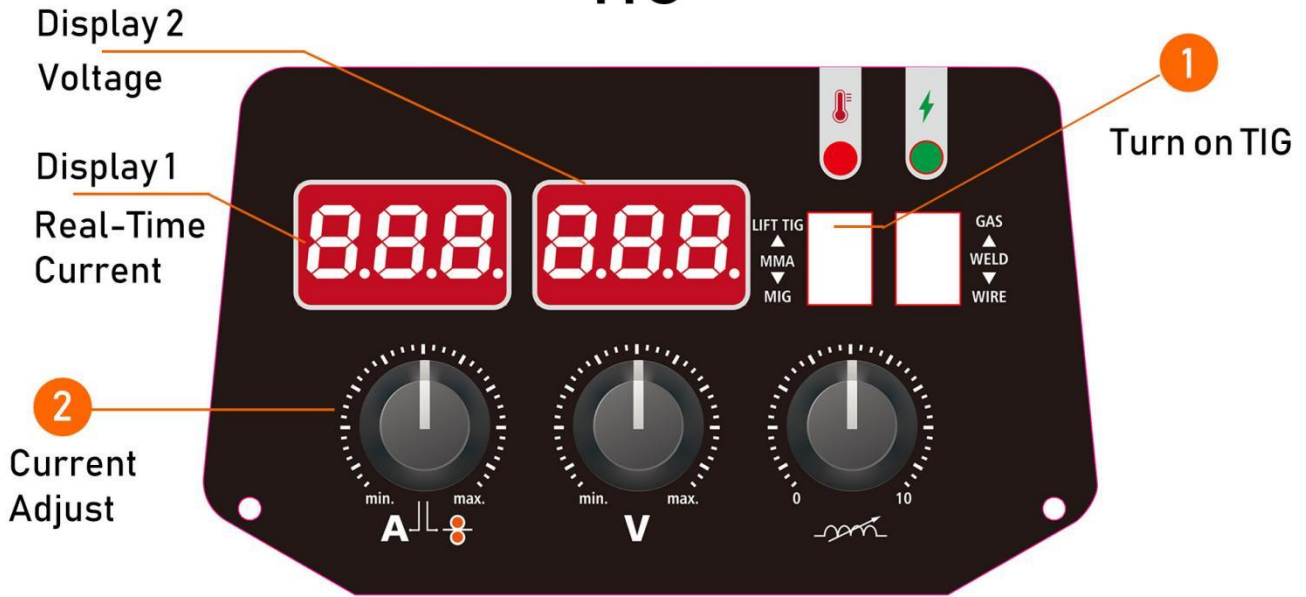 Display 2
Voltage
1
Turn on TIG
Display 1
Real-Time
Current
8.8.8.
8.8.8.
LIFT TIG
MMA
MIG
GAS
WELD
WIRE
2
Current
Adjust
min.
max.
A
min.
max.
V
0
10